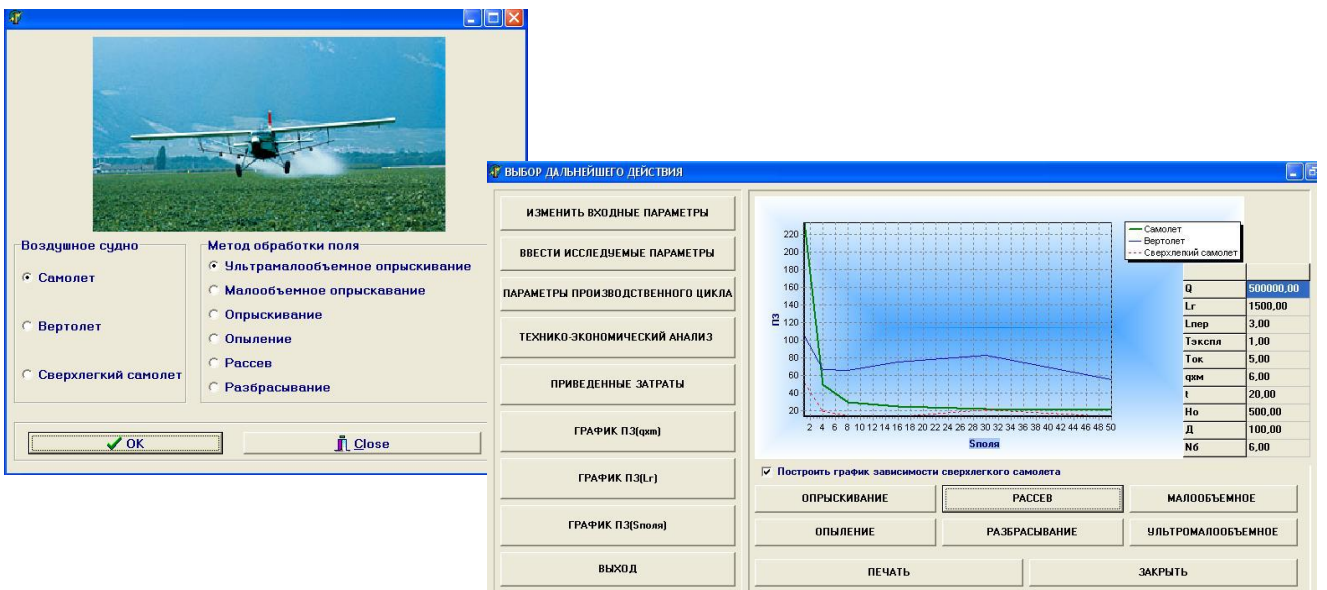 Воздушное судно
Самолет
Вертолет
Сверхлегкий самолет
Метод обработки поля
Ультрамалообъемное опрыскивание
Малообъемное опрыскавание
Опрыскивание
Опыление
Рассев
Разбрасывание
OK
Close
ВЫБОР ДАЛЬНЕЙШЕГО ДЕЙСТВИЯ
ИЗМЕНИТЬ ВХОДНЫЕ ПАРАМЕТРЫ
ВВЕСТИ ИССЛЕДУЕМЫЕ ПАРАМЕТРЫ
ПАРАМЕТРЫ ПРОИЗВОДСТВЕННОГО ЦИКЛА
ТЕХНИКО-ЭКОНОМИЧЕСКИЙ АНАЛИЗ
ПРИВЕДЕННЫЕ ЗАТРАТЫ
ГРАФИК ПЗ(qхм)
ГРАФИК ПЗ(Lr)
ГРАФИК ПЗ(Sполя)
ВЫХОД
220
200
180
160
140
120
100
80
60
40
20
ПЗ
2 4 6 8 10 12 14 16 18 20 22 24 26 28 30 32 34 36 38 40 42 44 46 48 50
Sполя
Самолет
Вертолет
Сверхлегкий самолет
Q 500000,00
Lr 1500,00
Lпер 3,00
Тэкспл 1,00
Ток 5,00
qхм 6,00
t 20,00
Но 500,00
Д 100,00
Nб 6,00
Построить график зависимости сверхлегкого самолета
ОПРЫСКИВАНИЕ РАССЕВ МАЛООБЪЕМНОЕ
ОПЫЛЕНИЕ РАЗБРАСЫВАНИЕ УЛЬТРОМАЛООБЪЕМНОЕ
ПЕЧАТЬ ЗАКРЫТЬ